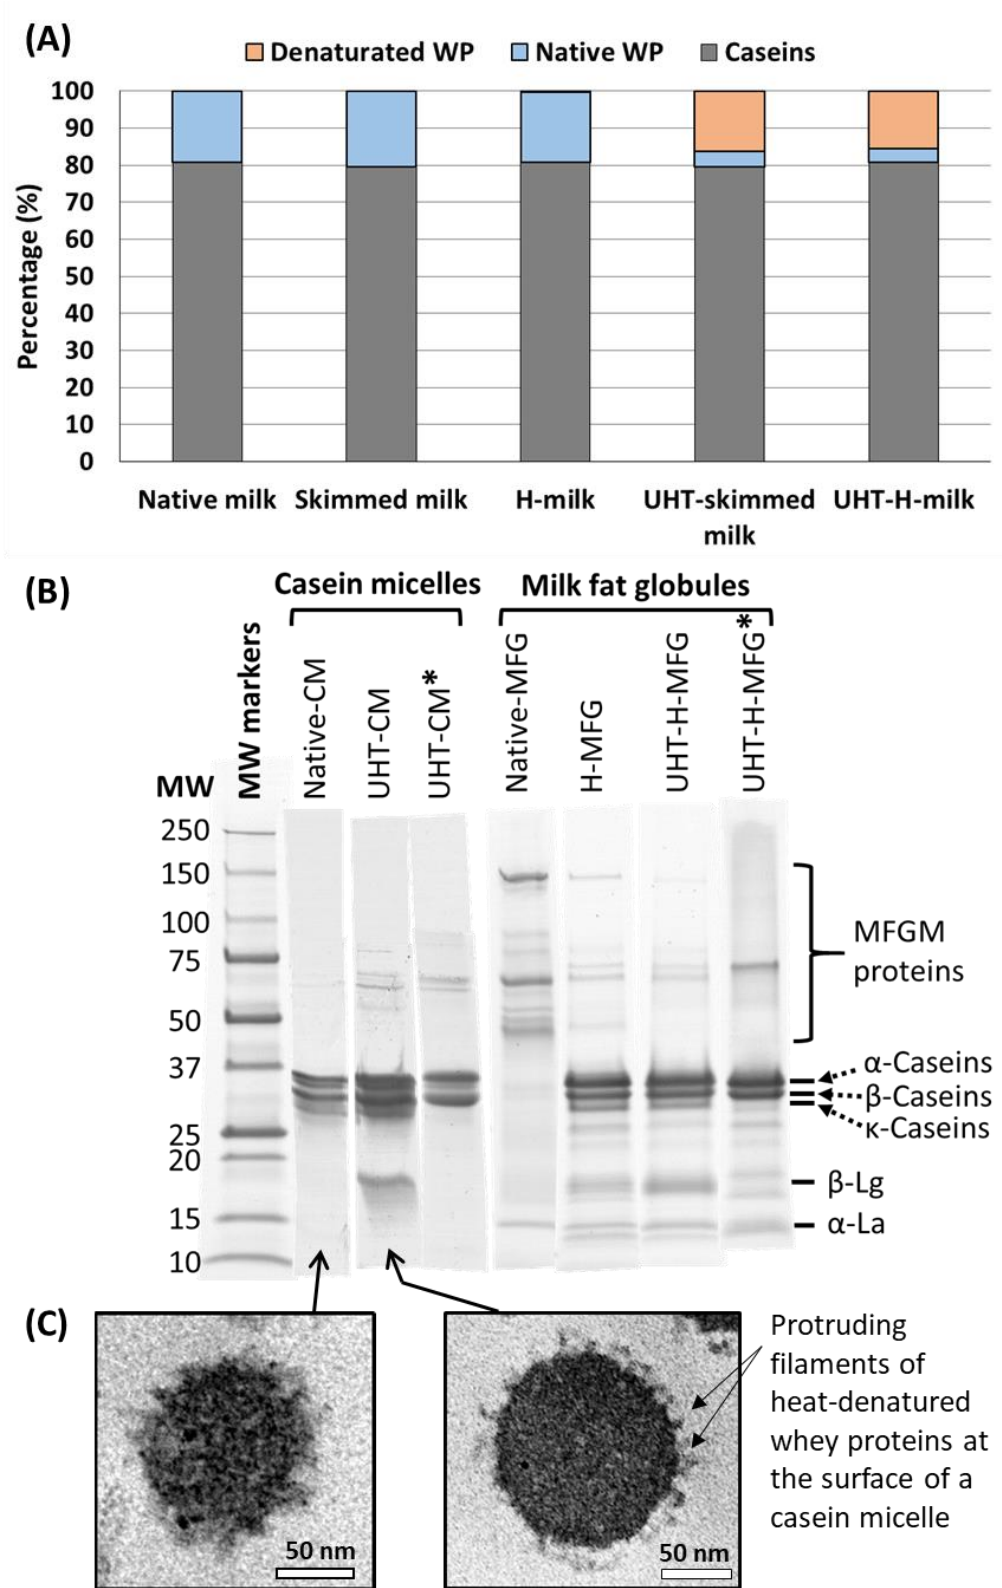 (A)
Denaturated WP Native WP Caseins
100
90
80
70
60
50
40
30
20
10
0
Percentage (%)
Native milk Skimmed milk H-milk UHT-skimmed milk UHT-H-milk
(B)
Casein micelles Milk fat globules
MW markers
Native-CM
UHT-CM
UHT-CM*
Native-MFG
H-MFG
UHT-H-MFG
UHT-H-MFG*
MW
250
150
100
75
50
37
25
20
15
10
MFGM
proteins
α-Caseins
β-Caseins
κ-Caseins
β-Lg
α-La
(C)
50 nm
50 nm
Protruding
filaments of
heat-denatured
whey proteins at
the surface of a
casein micelle